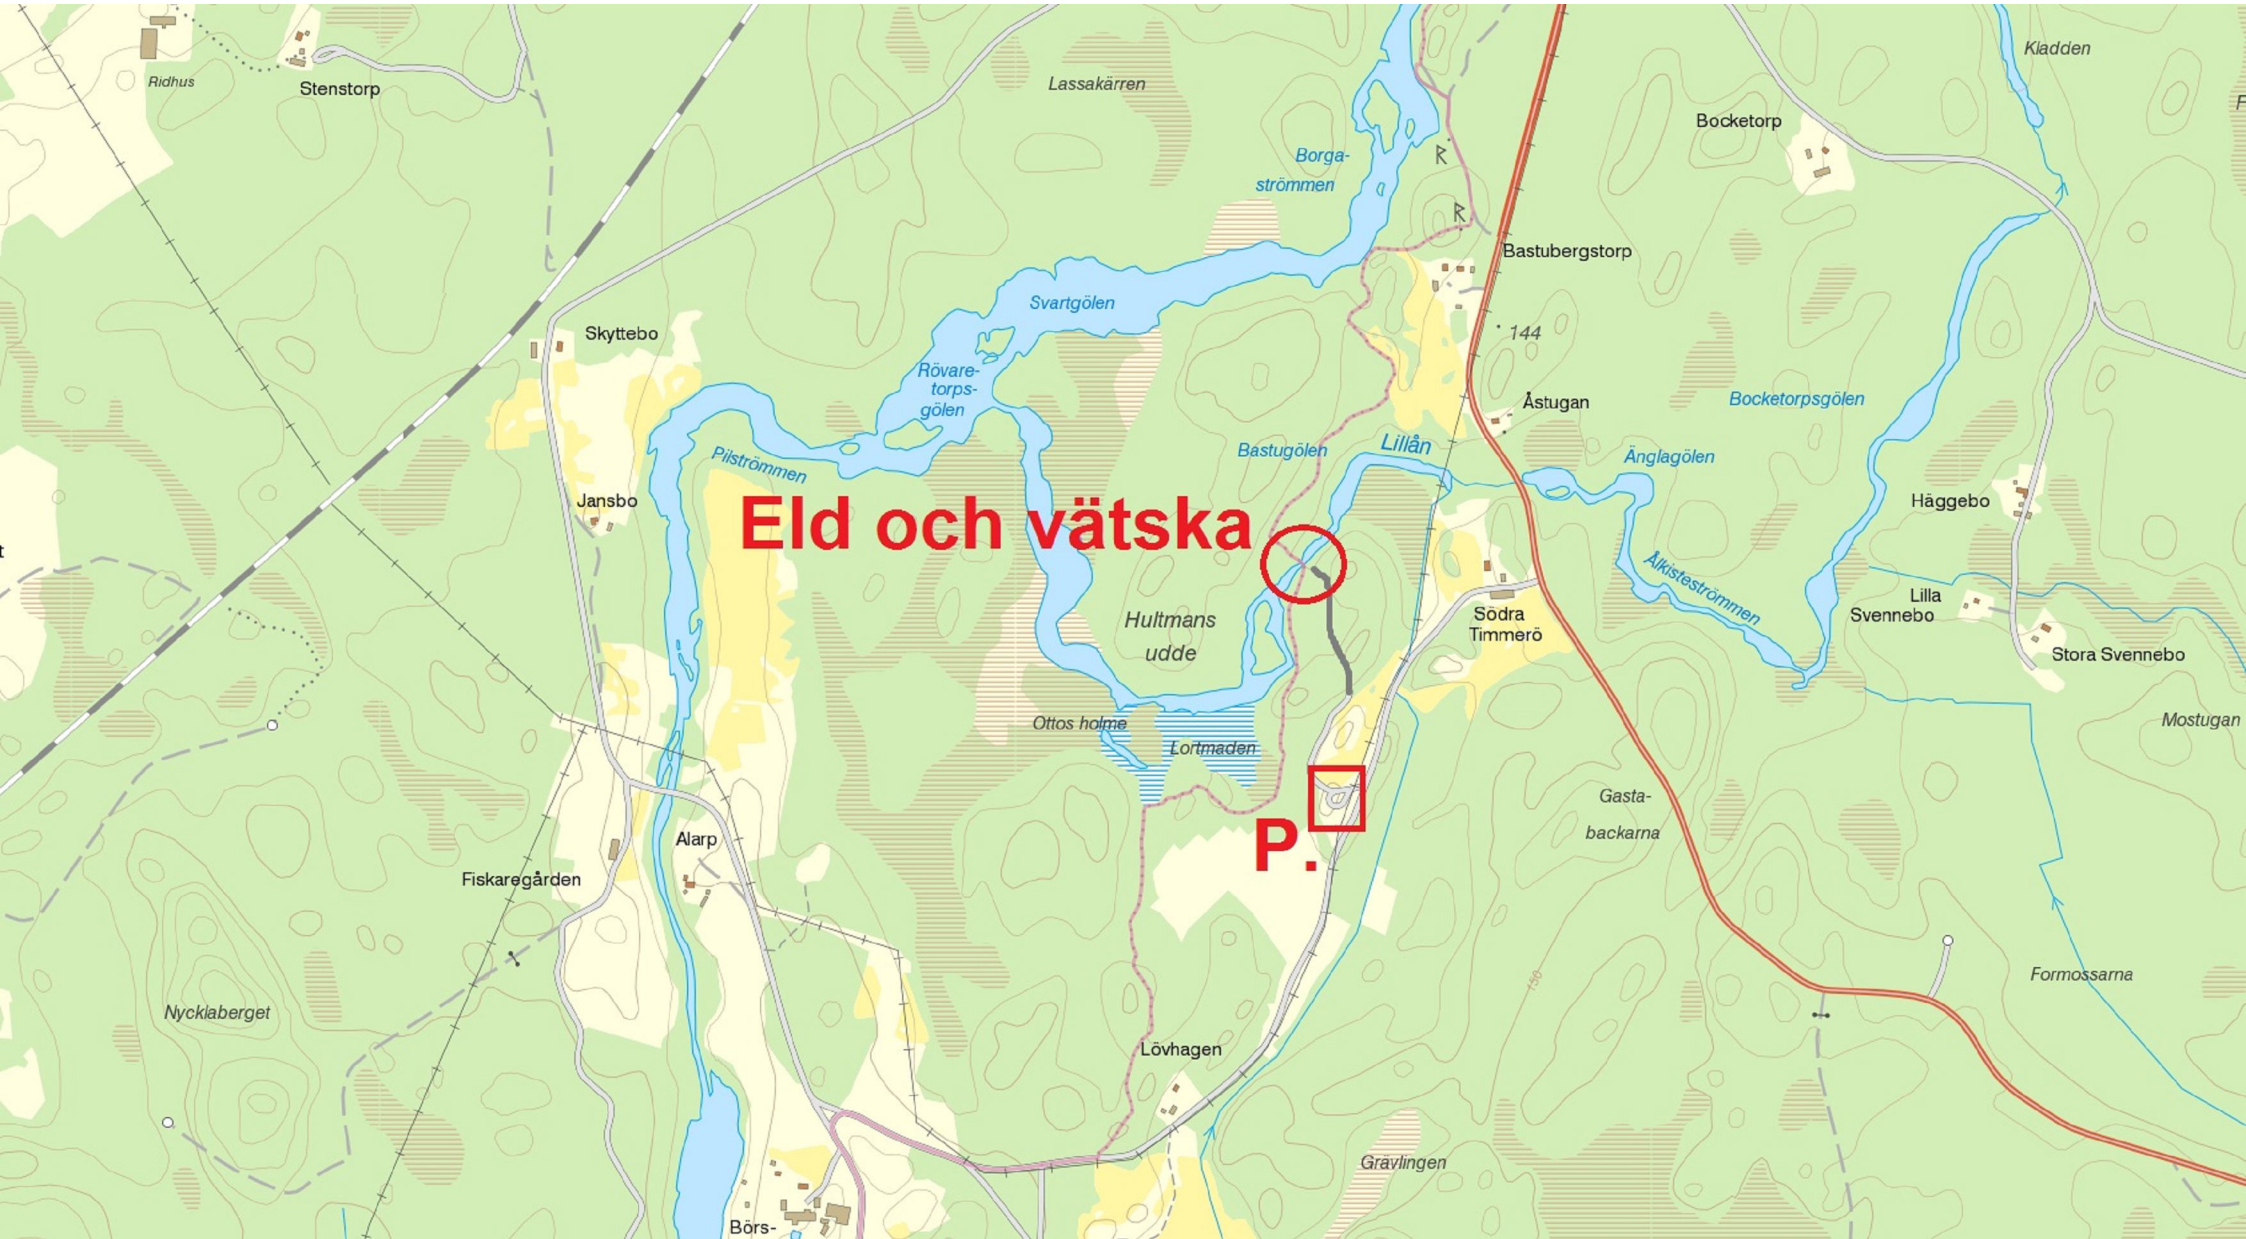 Kladden
Ridhus
Stenstorp
Lassakärren
Bocketorp
Borga-
strömmen
R
R
Bastubergstorp
Svartgölen
144
Skyttebo
Rövare-
torps-
gölen
Åstugan
Bocketorpsgölen
Bastugölen
Lillån
Änglagölen
Pilströmmen
Jansbo
Häggebo
Eld och vätska
Ålkisteströmmen
Lilla
Svennebo
Södra
Timmerö
Hultmans
udde
Stora Svennebo
Ottos holme
Lortmaden
Mostugan
Gasta-
backarna
P.
Alarp
Fiskaregården
Formossarna
150
Nycklaberget
Lövhagen
Grävlingen
Börs-